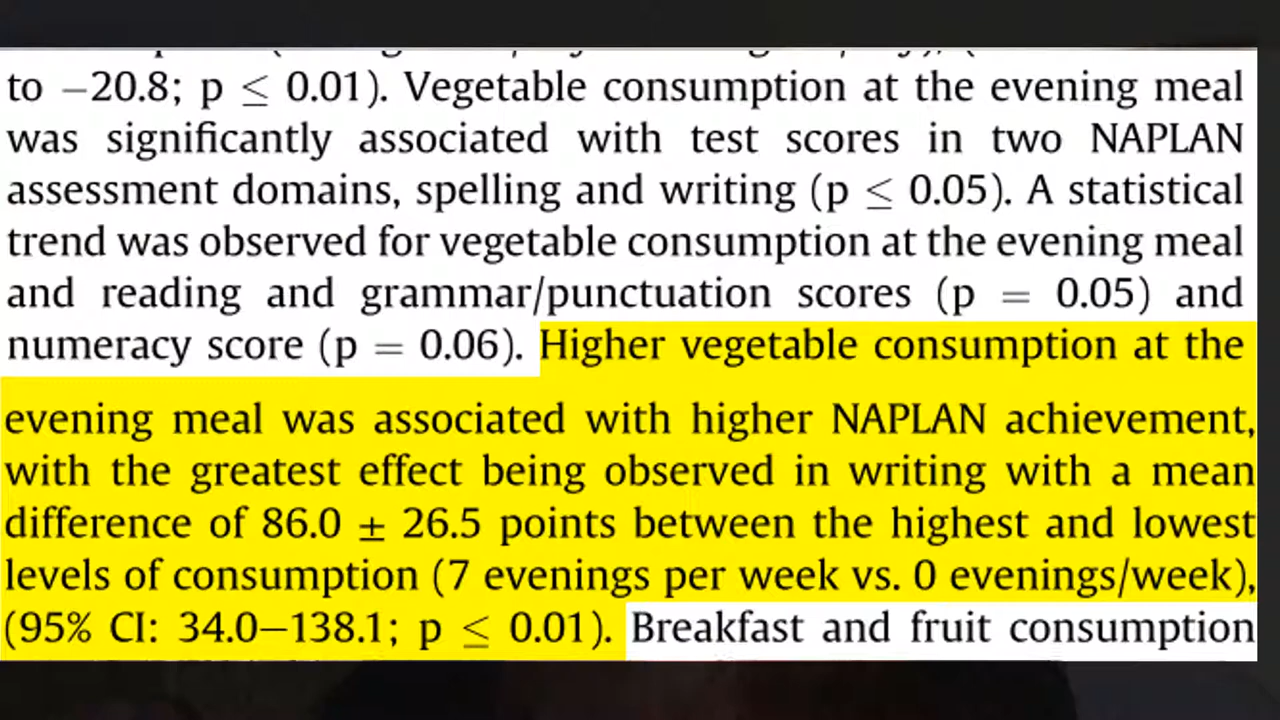 to −20.8; p ≤ 0.01). Vegetable consumption at the evening meal
was significantly associated with test scores in two NAPLAN
assessment domains, spelling and writing (p ≤ 0.05). A statistical
trend was observed for vegetable consumption at the evening meal
and reading and grammar/punctuation scores (p = 0.05) and
numeracy score (p = 0.06). Higher vegetable consumption at the
evening meal was associated with higher NAPLAN achievement,
with the greatest effect being observed in writing with a mean
difference of 86.0 ± 26.5 points between the highest and lowest
levels of consumption (7 evenings per week vs. 0 evenings/week),
(95% CI: 34.0–138.1; p ≤ 0.01). Breakfast and fruit consumption